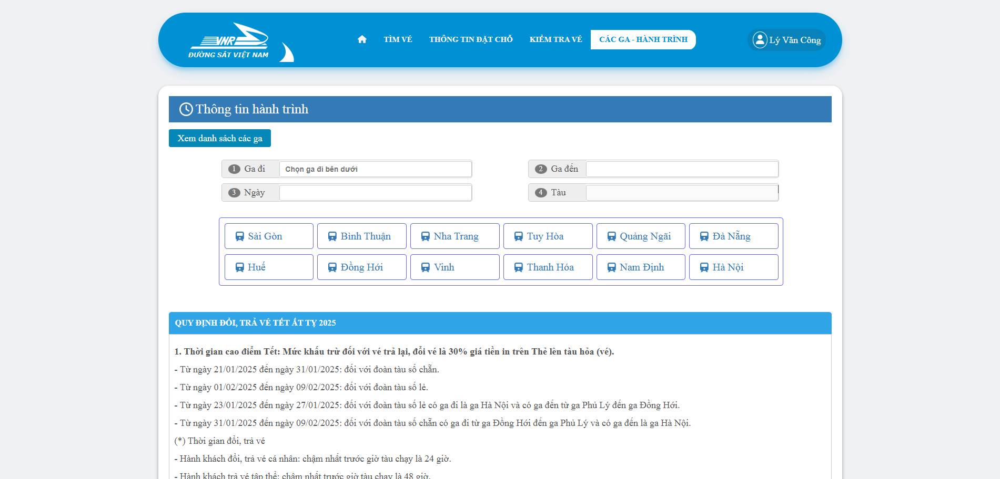 VNR
ĐƯỜNG SẮT VIỆT NAM
TÌM VÉ
THÔNG TIN ĐẶT CHỖ
KIỂM TRA VÉ
CÁC GA - HÀNH TRÌNH
Lý Văn Công
Thông tin hành trình
Xem danh sách các ga
1 Ga đi
Chọn ga đi bên dưới
2 Ga đến
3 Ngày
4 Tàu
Sài Gòn
Bình Thuận
Nha Trang
Tuy Hòa
Quảng Ngãi
Đà Nẵng
Huế
Đồng Hới
Vinh
Thanh Hóa
Nam Định
Hà Nội
QUY ĐỊNH ĐỔI, TRẢ VÉ TẾT ẤT TỴ 2025
1. Thời gian cao điểm Tết: Mức khấu trừ đối với vé trả lại, đổi vé là 30% giá tiền in trên Thẻ lên tàu hỏa (vé).
- Từ ngày 21/01/2025 đến ngày 31/01/2025: đối với đoàn tàu số chẵn.
- Từ ngày 01/02/2025 đến ngày 09/02/2025: đối với đoàn tàu số lẻ.
- Từ ngày 23/01/2025 đến ngày 27/01/2025: đối với đoàn tàu số lẻ có ga đi là ga Hà Nội và có ga đến từ ga Phủ Lý đến ga Đồng Hới.
- Từ ngày 31/01/2025 đến ngày 09/02/2025: đối với đoàn tàu số chẵn có ga đi từ ga Đồng Hới đến ga Phủ Lý và có ga đến là ga Hà Nội.
(*) Thời gian đổi, trả vé
- Hành khách đổi, trả vé cá nhân: chậm nhất trước giờ tàu chạy là 24 giờ.
- Hành khách trả vé tập thể: chậm nhất trước giờ tàu chạy là 48 giờ.